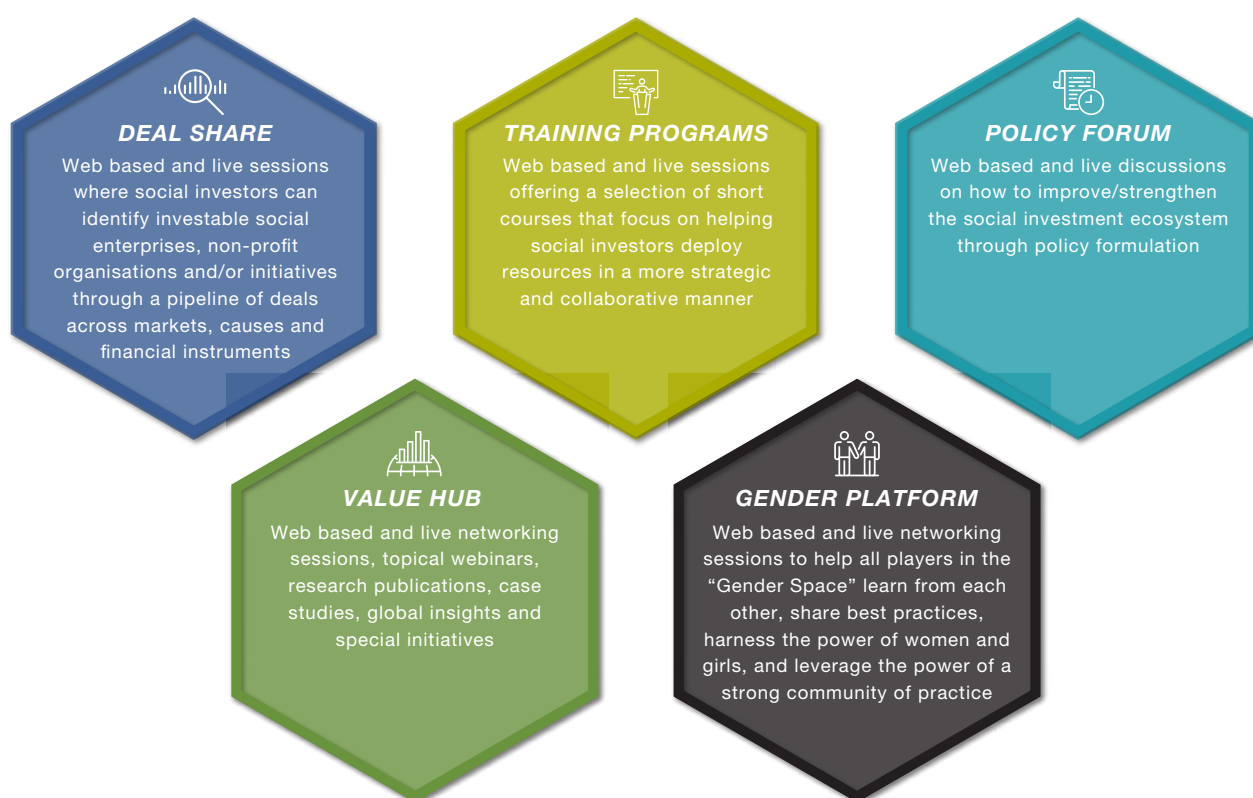 DEAL SHARE
Web based and live sessions
where social investors can
identify investable social
enterprises, non-profit
organisations and/or initiatives
through a pipeline of deals
across markets, causes and
financial instruments
TRAINING PROGRAMS
Web based and live sessions
offering a selection of short
courses that focus on helping
social investors deploy
resources in a more strategic
and collaborative manner
POLICY FORUM
Web based and live discussions
on how to improve/strengthen
the social investment ecosystem
through policy formulation
VALUE HUB
Web based and live networking
sessions, topical webinars,
research publications, case
studies, global insights and
special initiatives
GENDER PLATFORM
Web based and live networking
sessions to help all players in the
“Gender Space” learn from each
other, share best practices,
harness the power of women and
girls, and leverage the power of a
strong community of practice